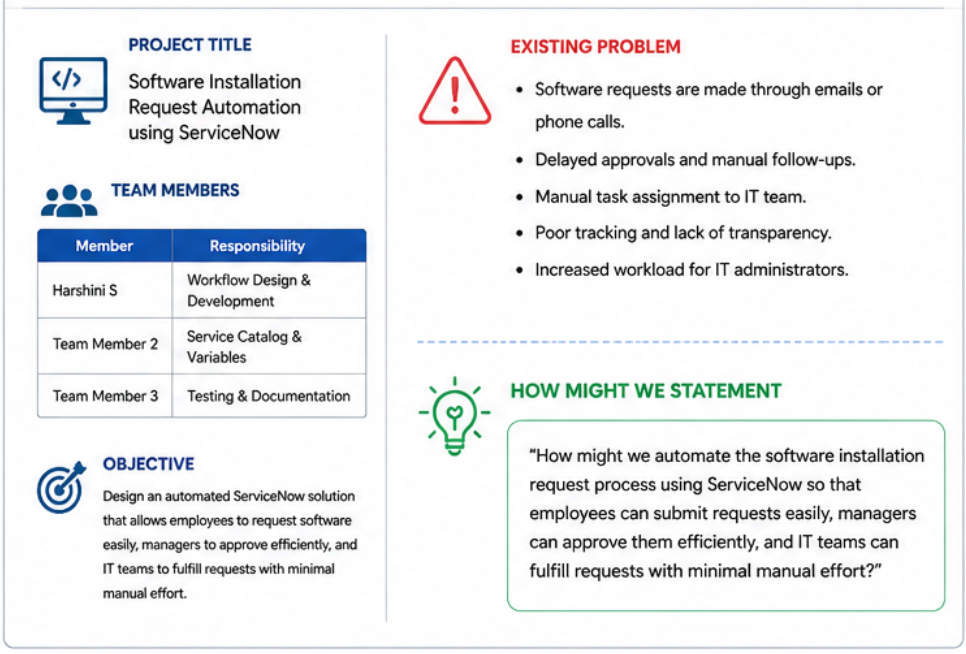 PROJECT TITLE
Software Installation
Request Automation
using ServiceNow
TEAM MEMBERS
Member Responsibility
Harshini S Workflow Design &
Development
Team Member 2 Service Catalog &
Variables
Team Member 3 Testing & Documentation
OBJECTIVE
Design an automated ServiceNow solution
that allows employees to request software
easily, managers to approve efficiently, and
IT teams to fulfill requests with minimal
manual effort.
EXISTING PROBLEM
• Software requests are made through emails or
phone calls.
• Delayed approvals and manual follow-ups.
• Manual task assignment to IT team.
• Poor tracking and lack of transparency.
• Increased workload for IT administrators.
HOW MIGHT WE STATEMENT
"How might we automate the software installation
request process using ServiceNow so that
employees can submit requests easily, managers
can approve them efficiently, and IT teams can
fulfill requests with minimal manual effort?"